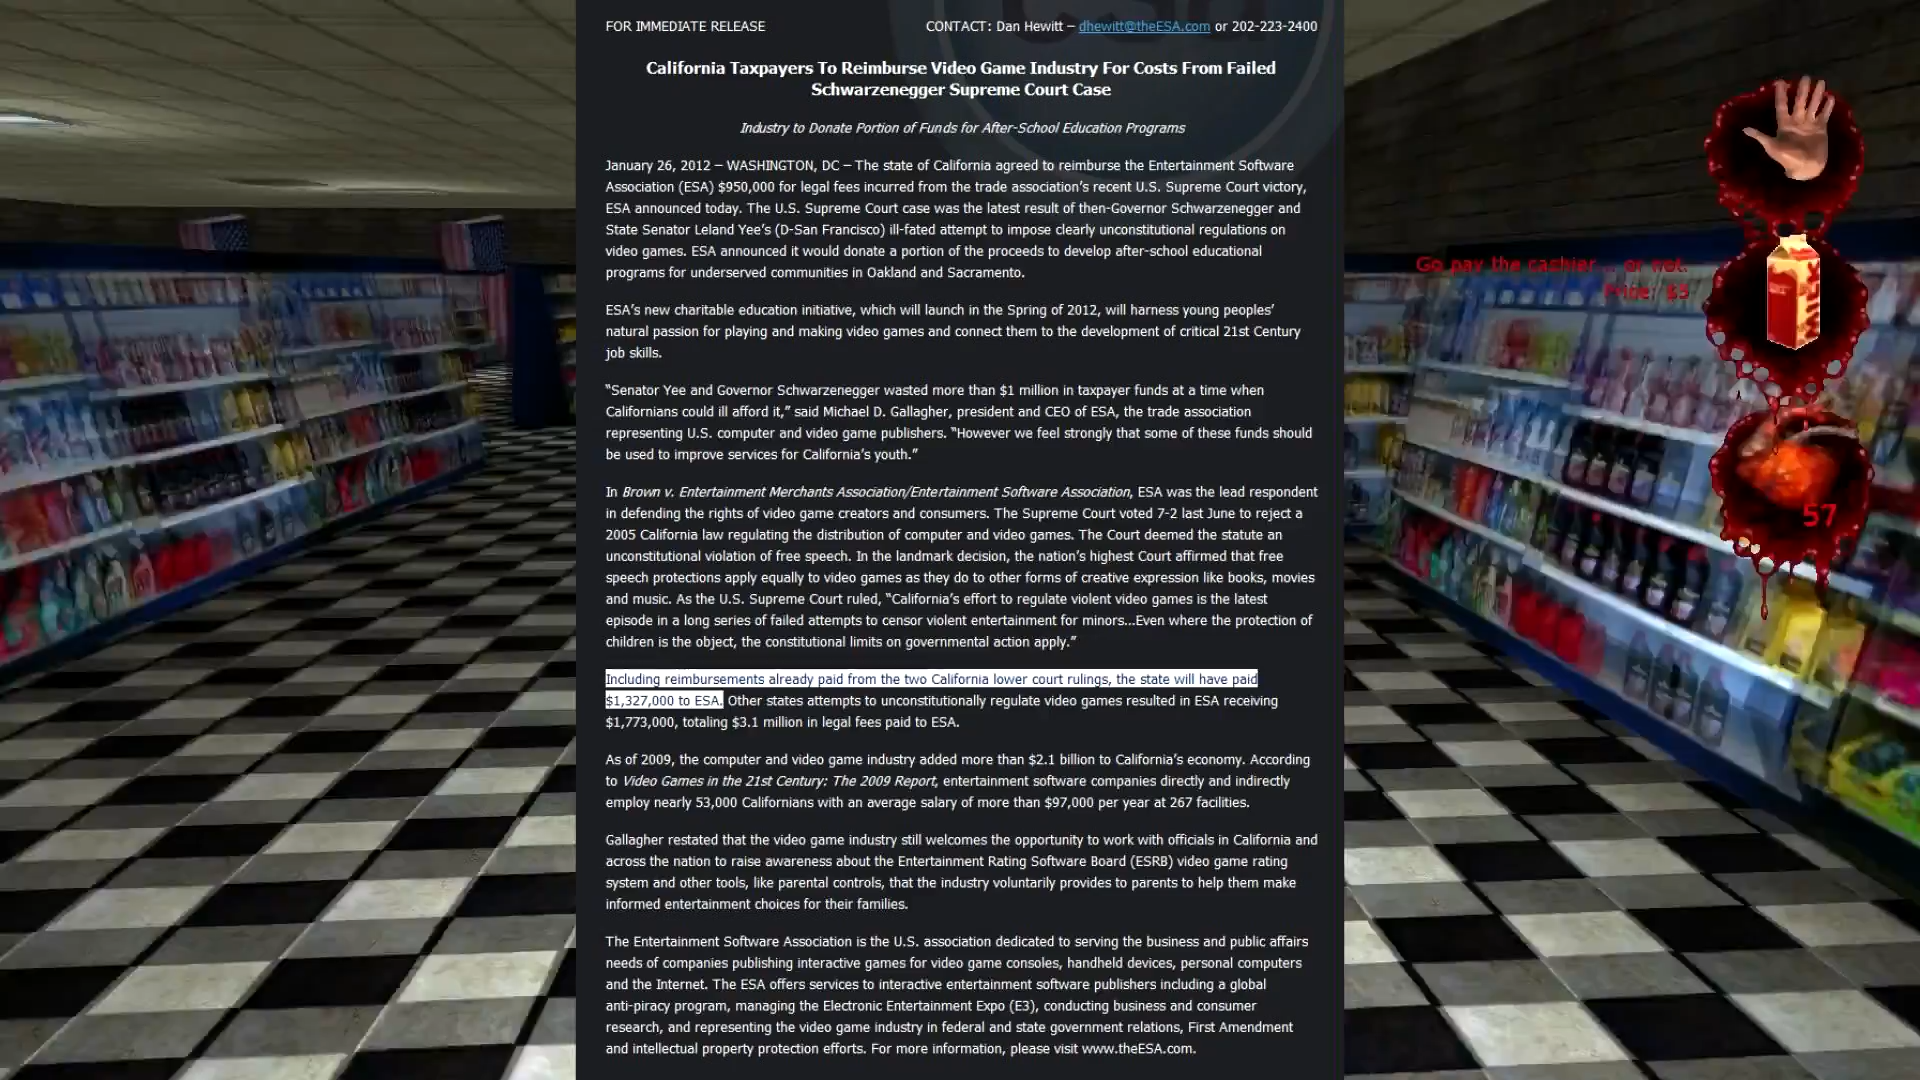 FOR IMMEDIATE RELEASE
CONTACT: Dan Hewitt – dhewitt@theESA.com or 202-223-2400
California Taxpayers To Reimburse Video Game Industry For Costs From Failed
Schwarzenegger Supreme Court Case
Industry to Donate Portion of Funds for After-School Education Programs
January 26, 2012 – WASHINGTON, DC – The state of California agreed to reimburse the Entertainment Software
Association (ESA) $950,000 for legal fees incurred from the trade association's recent U.S. Supreme Court victory,
ESA announced today. The U.S. Supreme Court case was the latest result of then-Governor Schwarzenegger and
State Senator Leland Yee's (D-San Francisco) ill-fated attempt to impose clearly unconstitutional regulations on
video games. ESA announced it would donate a portion of the proceeds to develop after-school educational
programs for underserved communities in Oakland and Sacramento.
ESA's new charitable education initiative, which will launch in the Spring of 2012, will harness young peoples'
natural passion for playing and making video games and connect them to the development of critical 21st Century
job skills.
"Senator Yee and Governor Schwarzenegger wasted more than $1 million in taxpayer funds at a time when
Californians could ill afford it," said Michael D. Gallagher, president and CEO of ESA, the trade association
representing U.S. computer and video game publishers. "However we feel strongly that some of these funds should
be used to improve services for California's youth."
In Brown v. Entertainment Merchants Association/Entertainment Software Association, ESA was the lead respondent
in defending the rights of video game creators and consumers. The Supreme Court voted 7-2 last June to reject a
2005 California law regulating the distribution of computer and video games. The Court deemed the statute an
unconstitutional violation of free speech. In the landmark decision, the nation's highest Court affirmed that free
speech protections apply equally to video games as they do to other forms of creative expression like books, movies
and music. As the U.S. Supreme Court ruled, "California's effort to regulate violent video games is the latest
episode in a long series of failed attempts to censor violent entertainment for minors...Even where the protection of
children is the object, the constitutional limits on governmental action apply."
Including reimbursements already paid from the two California lower court rulings, the state will have paid
$1,327,000 to ESA. Other states attempts to unconstitutionally regulate video games resulted in ESA receiving
$1,773,000, totaling $3.1 million in legal fees paid to ESA.
As of 2009, the computer and video game industry added more than $2.1 billion to California's economy. According
to Video Games in the 21st Century: The 2009 Report, entertainment software companies directly and indirectly
employ nearly 53,000 Californians with an average salary of more than $97,000 per year at 267 facilities.
Gallagher restated that the video game industry still welcomes the opportunity to work with officials in California and
across the nation to raise awareness about the Entertainment Rating Software Board (ESRB) video game rating
system and other tools, like parental controls, that the industry voluntarily provides to parents to help them make
informed entertainment choices for their families.
The Entertainment Software Association is the U.S. association dedicated to serving the business and public affairs
needs of companies publishing interactive games for video game consoles, handheld devices, personal computers
and the Internet. The ESA offers services to interactive entertainment software publishers including a global
anti-piracy program, managing the Electronic Entertainment Expo (E3), conducting business and consumer
research, and representing the video game industry in federal and state government relations, First Amendment
and intellectual property protection efforts. For more information, please visit www.theESA.com.
Go pay the cashier... or not.
Price: $5
MILK
57